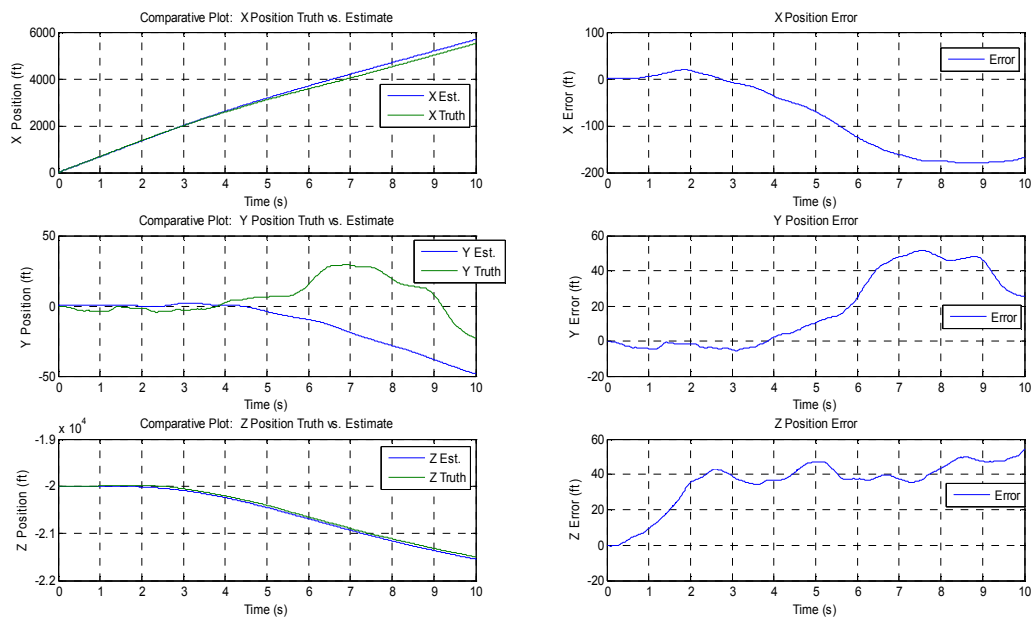 Comparative Plot: X Position Truth vs. Estimate
X Position (ft)
6000
4000
2000
0
X Est.
X Truth
0 1 2 3 4 5 6 7 8 9 10
Time (s)
X Position Error
X Error (ft)
100
0
-100
-200
Error
0 1 2 3 4 5 6 7 8 9 10
Time (s)
Comparative Plot: Y Position Truth vs. Estimate
Y Position (ft)
50
0
-50
Y Est.
Y Truth
0 1 2 3 4 5 6 7 8 9 10
Time (s)
Y Position Error
Y Error (ft)
60
40
20
0
-20
Error
0 1 2 3 4 5 6 7 8 9 10
Time (s)
Comparative Plot: Z Position Truth vs. Estimate
x 10^4
Z Position (ft)
-1.9
-2
-2.1
-2.2
Z Est.
Z Truth
0 1 2 3 4 5 6 7 8 9 10
Time (s)
Z Position Error
Z Error (ft)
60
40
20
0
-20
Error
0 1 2 3 4 5 6 7 8 9 10
Time (s)